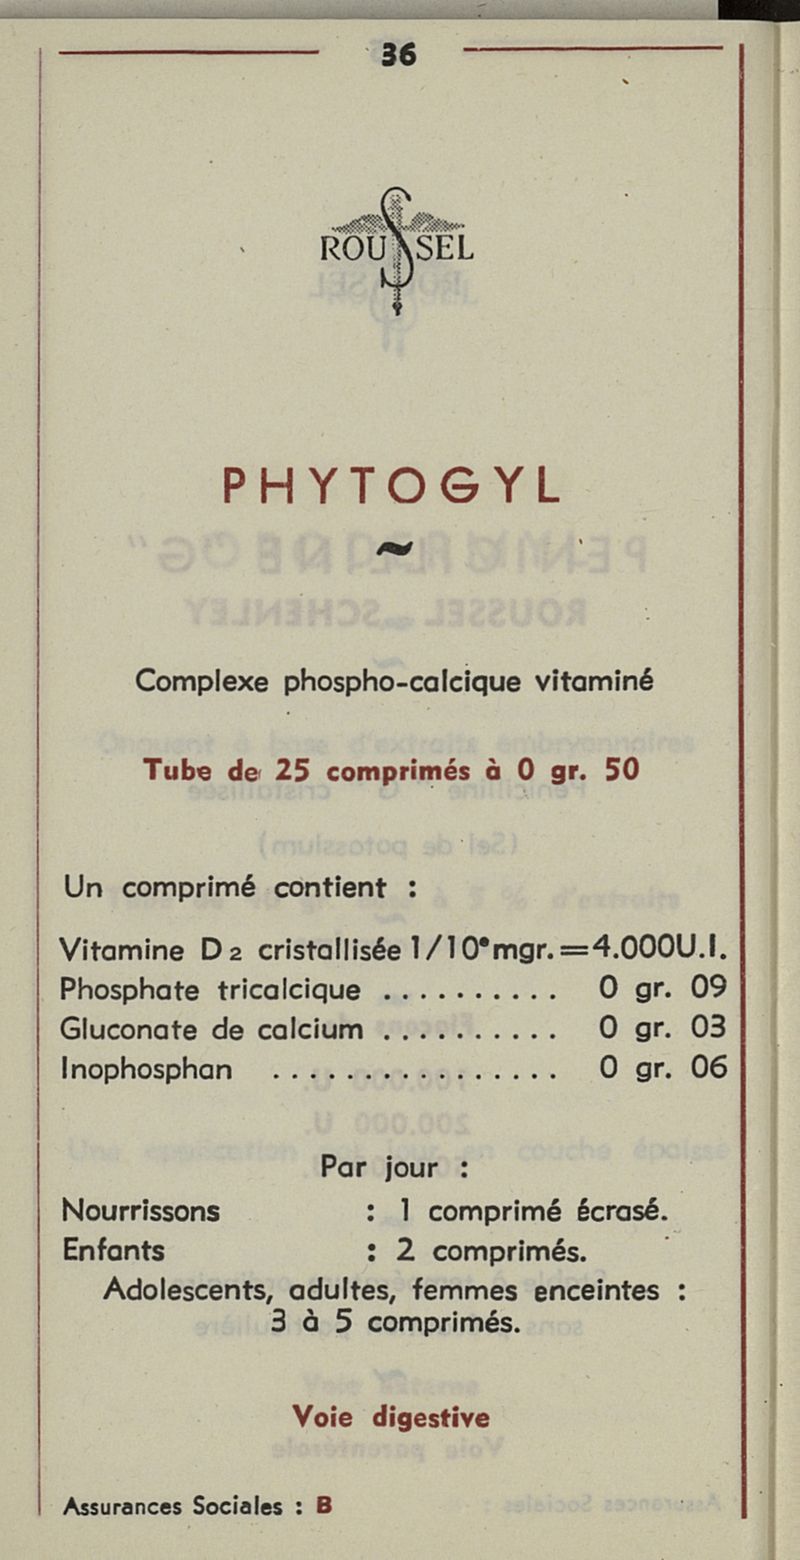 36
ROUSSEL
PHYTOGYL
~
Complexe phospho-calcique vitaminé
Tube de 25 comprimés à 0 gr. 50
Un comprimé contient :
Vitamine D2 cristallisée 1/10e mgr. = 4.000 U.I.
Phosphate tricalcique .......... 0 gr. 09
Gluconate de calcium .......... 0 gr. 03
Inophosphan ................ 0 gr. 06
Par jour :
Nourrissons : 1 comprimé écrasé.
Enfants : 2 comprimés.
Adolescents, adultes, femmes enceintes :
3 à 5 comprimés.
Voie digestive
Assurances Sociales : B